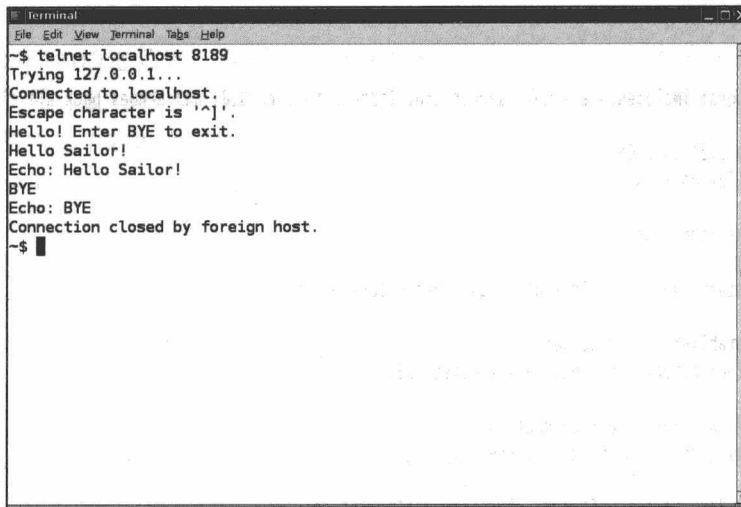 Terminal
File Edit View Terminal Tabs Help
~$ telnet localhost 8189
Trying 127.0.0.1...
Connected to localhost.
Escape character is '^]'.
Hello! Enter BYE to exit.
Hello Sailor!
Echo: Hello Sailor!
BYE
Echo: BYE
Connection closed by foreign host.
~$